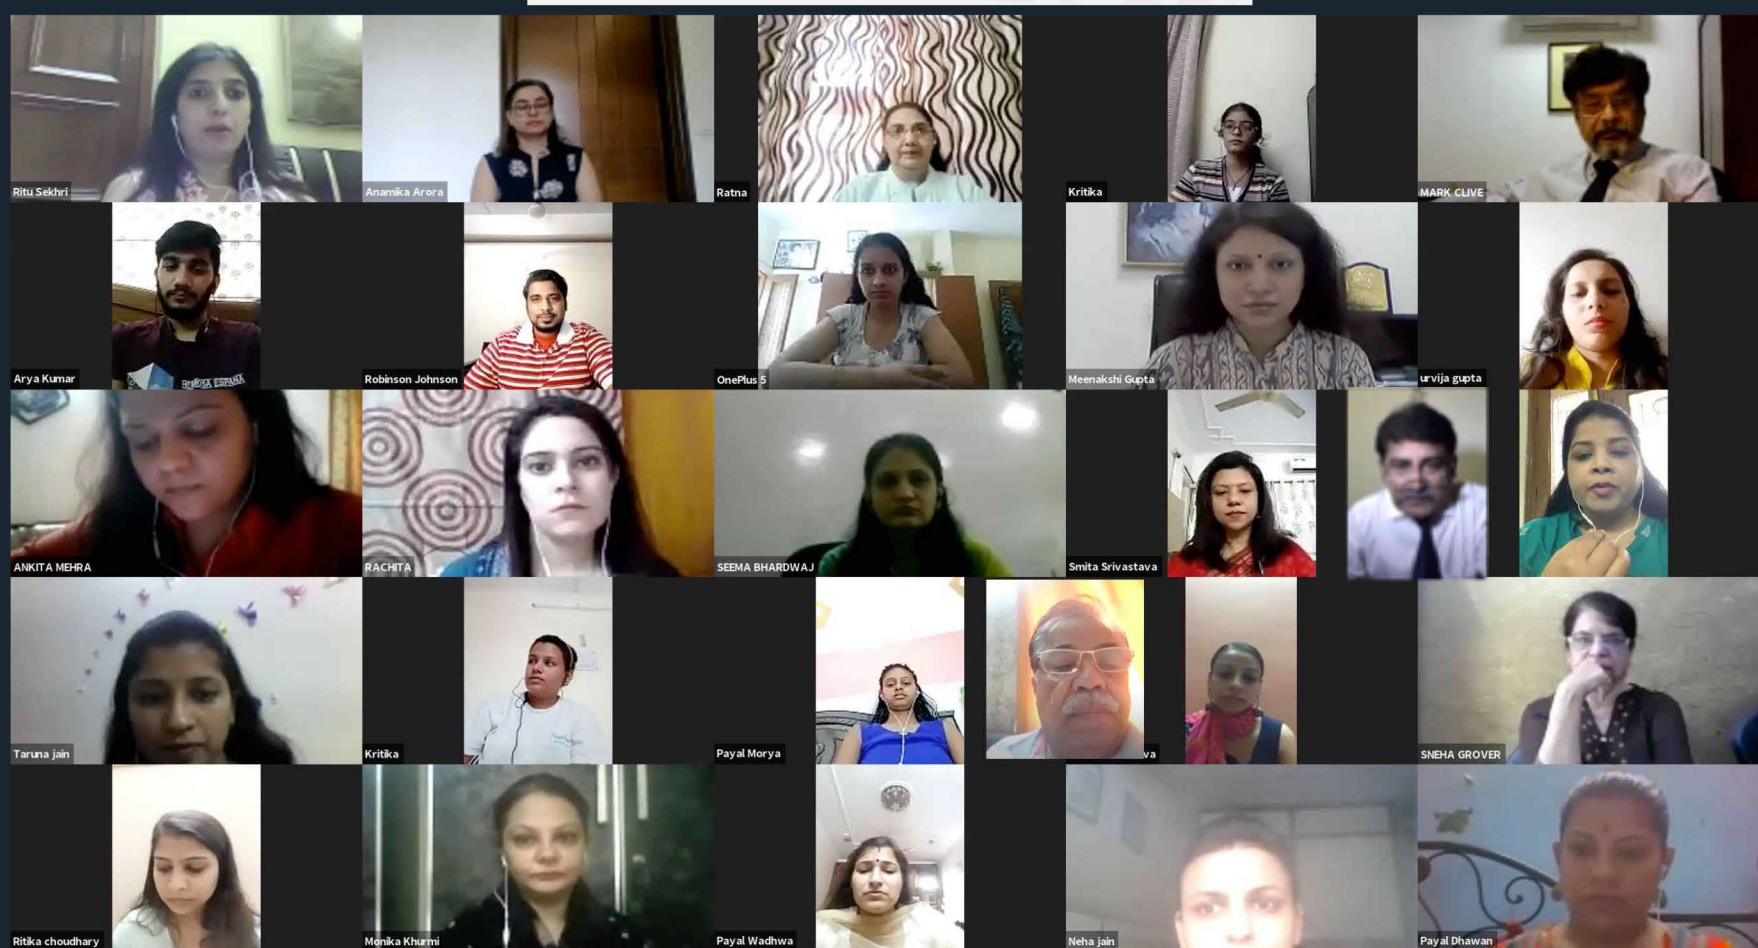 Ritu Sekhri
Anamika Arora
Ratna
Kritika
MARK CLIVE
Arya Kumar
Robinson Johnson
OnePlus 5
Meenakshi Gupta
urvija gupta
ANKITA MEHRA
RACHITA
SEEMA BHARDWAJ
Smita Srivastava
Taruna jain
Kritika
Payal Morya
va
SNEHA GROVER
Ritika choudhary
Monika Khurmi
Payal Wadhwa
Neha jain
Payal Dhawan